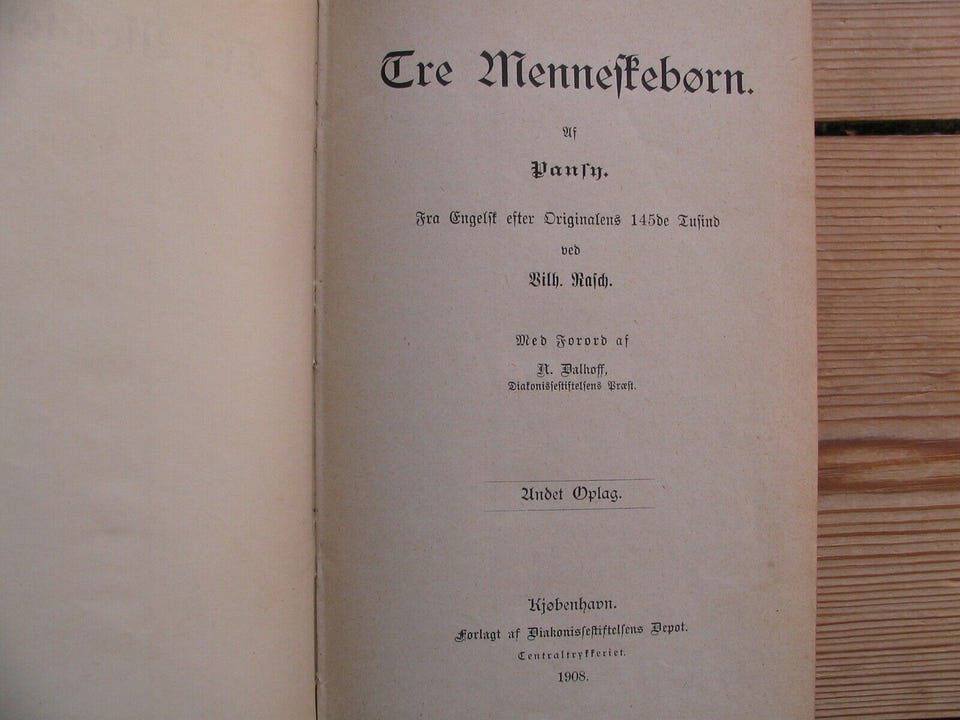 Tre Menneskebørn.
Af
Pansy.
Fra Engelsk efter Originalens 145de Tusind
ved
Vilh. Rasch.
Med Forord af
N. Dalhoff,
Diakonissestiftelsens Præst.
Andet Oplag.
Kjøbenhavn.
Forlagt af Diakonissestiftelsens Depot.
Centraltrykkeriet.
1908.